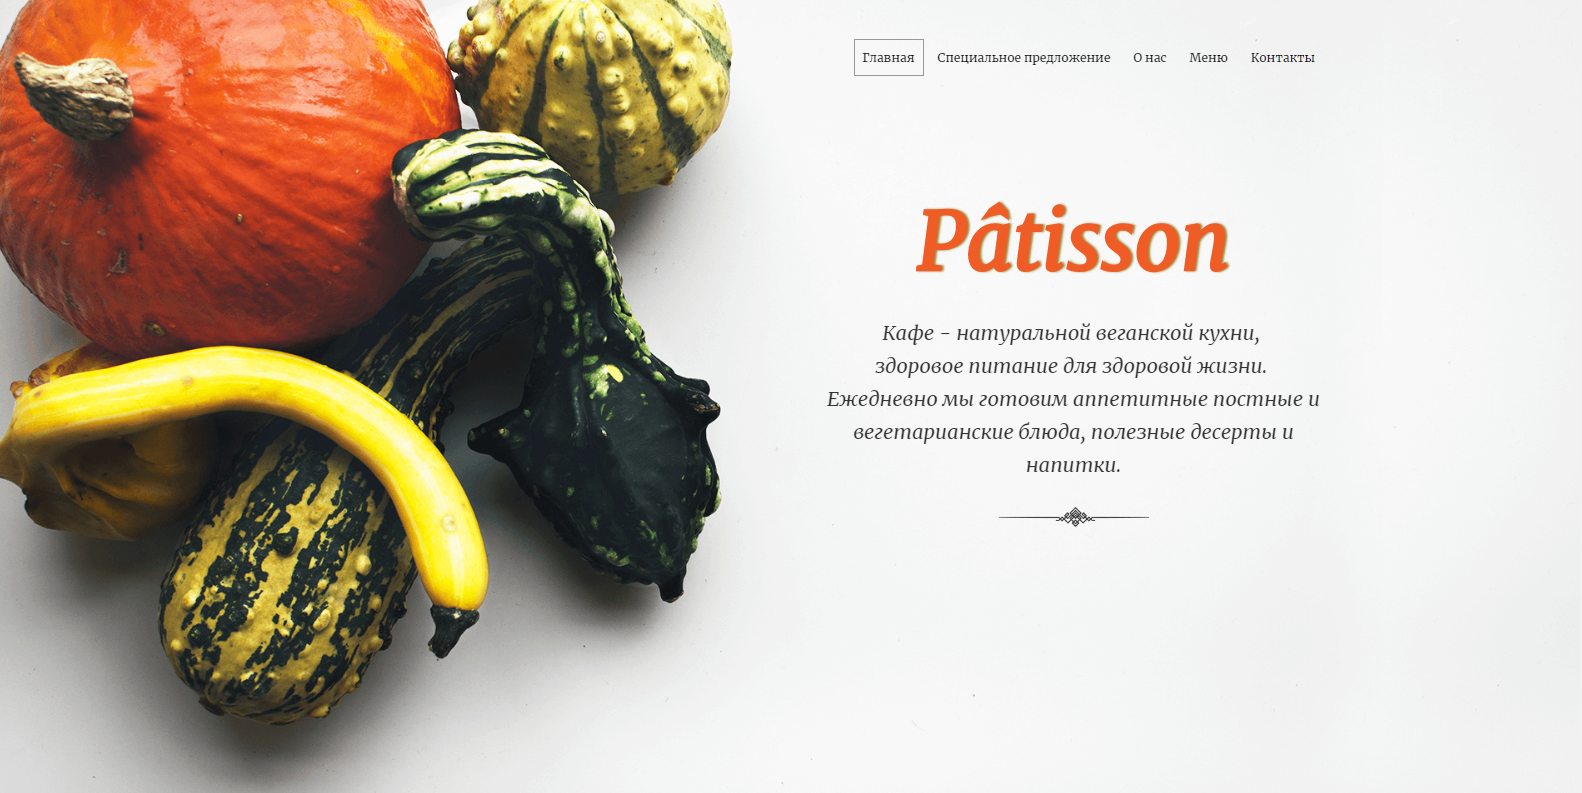 Главная Специальное предложение О нас Меню Контакты
Pâtisson
Кафе - натуральной веганской кухни,
здоровое питание для здоровой жизни.
Ежедневно мы готовим аппетитные постные и
вегетарианские блюда, полезные десерты и
напитки.